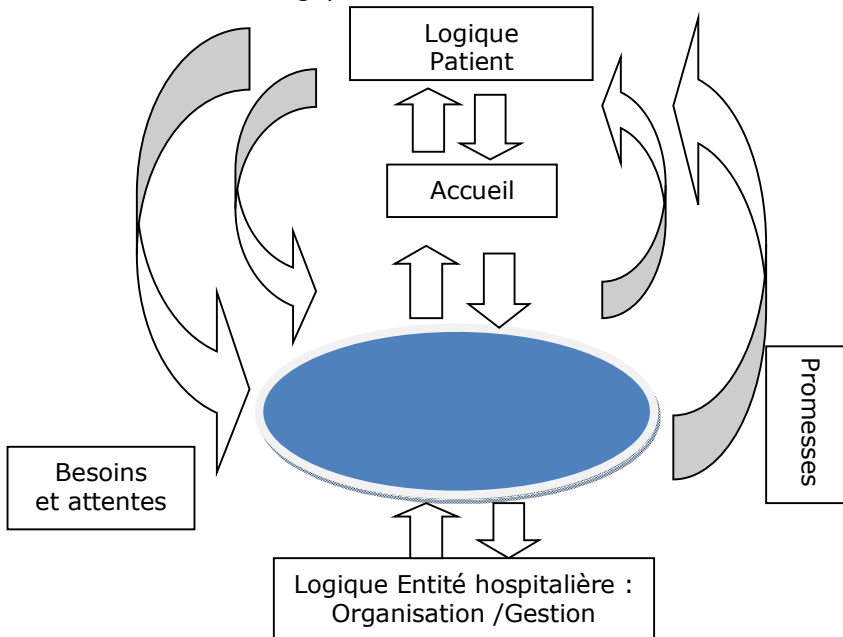 Logique
Patient
Accueil
Promesses
Besoins
et attentes
Logique Entité hospitalière :
Organisation /Gestion